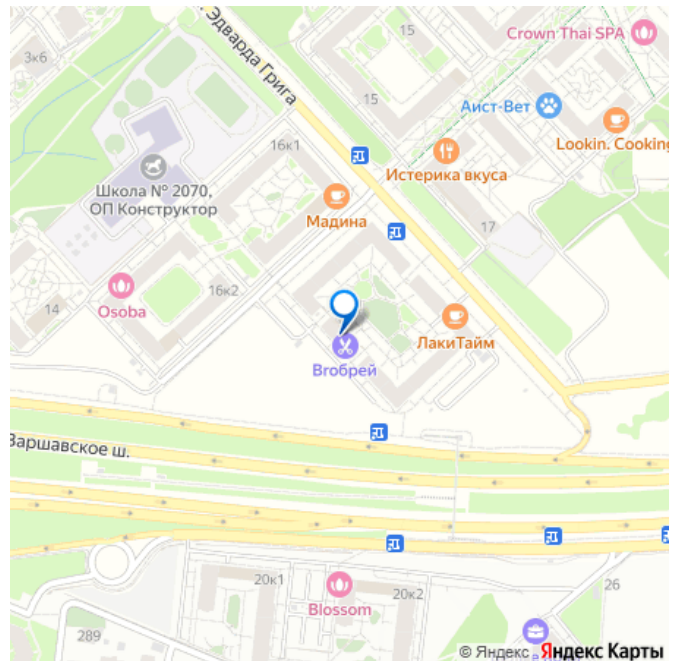 Crown Thai SPA
15
3к6
Эдварда Грига
15
Аист-Вет
Lookin. Cooking
16к1
Истерика вкуса
Школа № 2070,
ОП Конструктор
Мадина
17
16к2
14
Osoba
ЛакиТайм
Вгобрей
Варшавское ш.
20к1
20к2
26
Blossom
289
© Яндекс
Яндекс Карты